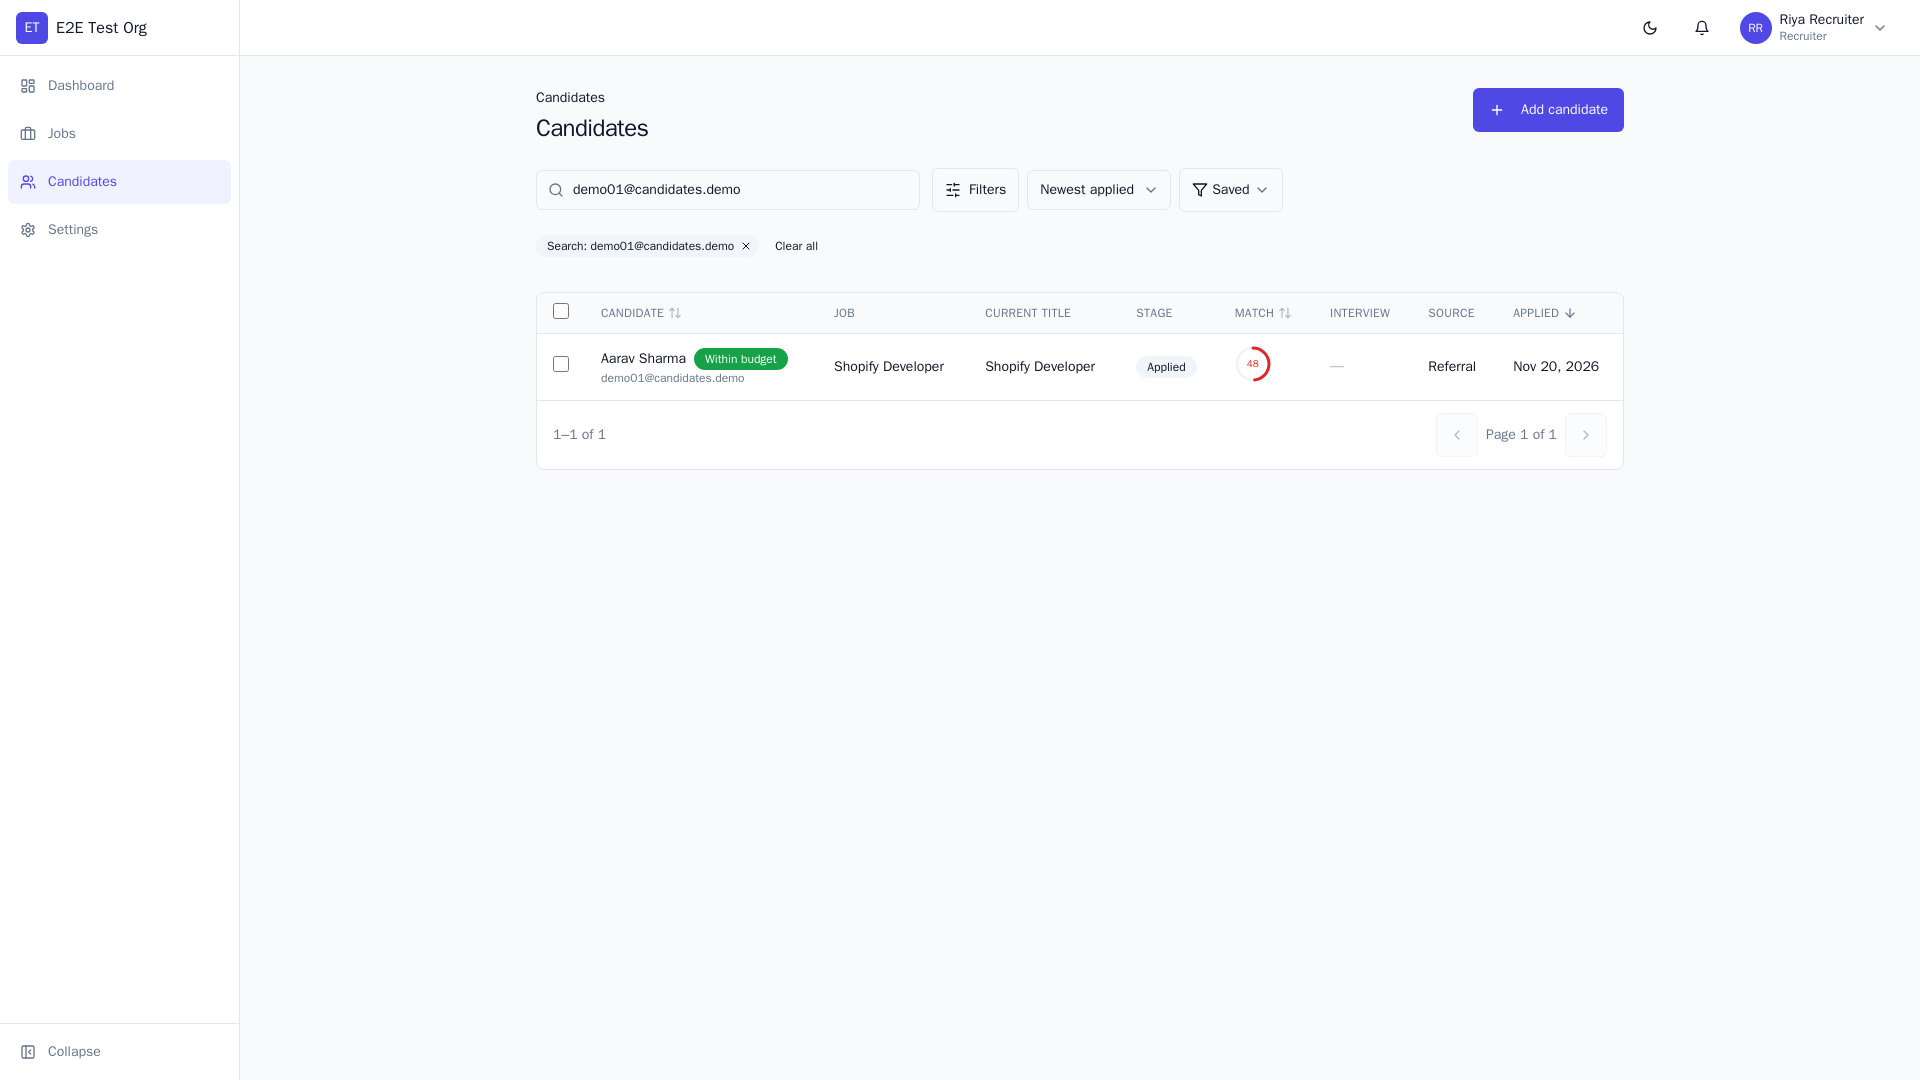 ET E2E Test Org
RR Riya Recruiter
Recruiter
Dashboard
Jobs
Candidates
Settings
Collapse
Candidates
Candidates
Add candidate
demo01@candidates.demo
Filters
Newest applied
Saved
Search: demo01@candidates.demo
Clear all
CANDIDATE JOB CURRENT TITLE STAGE MATCH INTERVIEW SOURCE APPLIED
Aarav Sharma Within budget
demo01@candidates.demo
Shopify Developer Shopify Developer Applied 48 — Referral Nov 20, 2026
1–1 of 1
Page 1 of 1